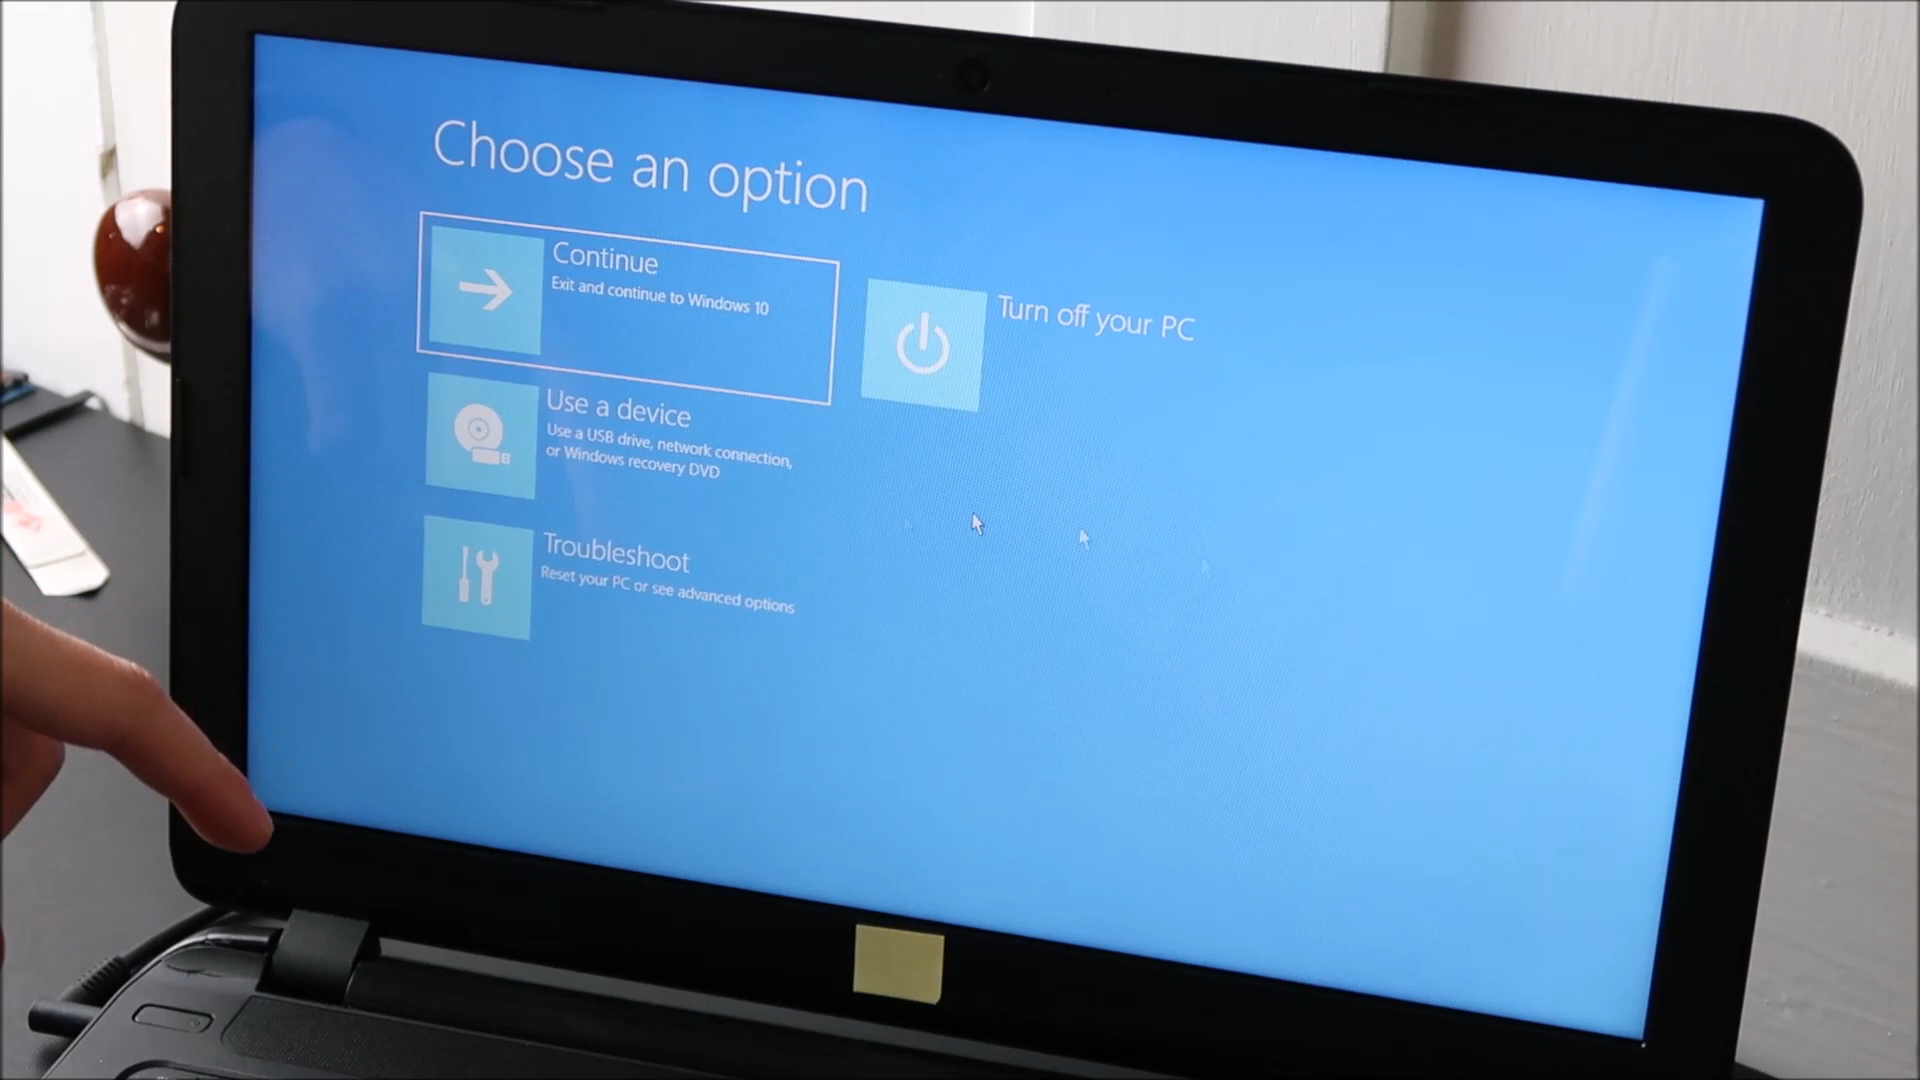 Choose an option
Continue
Exit and continue to Windows 10
Turn off your PC
Use a device
Use a USB drive, network connection,
or Windows recovery DVD
Troubleshoot
Reset your PC or see advanced options